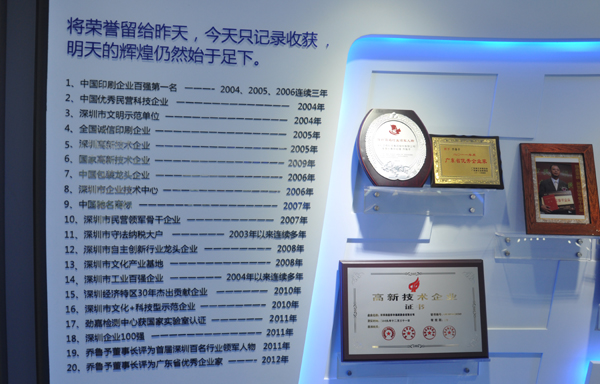 将荣誉留给昨天，今天只记录收获，
明天的辉煌仍然始于足下。
1、中国印刷企业百强第一名 ———— 2004、2005、2006连续三年
2、中国优秀民营科技企业 2004年
3、深圳市文明示范单位 2004年
4、全国诚信印刷企业 2005年
5、深圳高新技术企业 2005年
6、国家高新技术企业 2009年
7、中国包装龙头企业 2006年
8、深圳市企业技术中心 2006年
9、中国驰名商标 2007年
10、深圳市民营领军骨干企业 2007年
11、深圳市守法纳税大户 2003年以来连续多年
12、深圳市自主创新行业龙头企业 2008年
13、深圳市文化产业基地 2008年
14、深圳市工业百强企业 2004年以来连续多年
15、深圳经济特区30年杰出贡献企业 2010年
16、深圳市文化+科技型示范企业 2010年
17、劲嘉检测中心获国家实验室认证 2011年
18、深圳企业100强 2011年
19、乔鲁予董事长评为首届深圳百名行业领军人物 2011年
20、乔鲁予董事长评为广东省优秀企业家 2012年
高新技术企业
证书